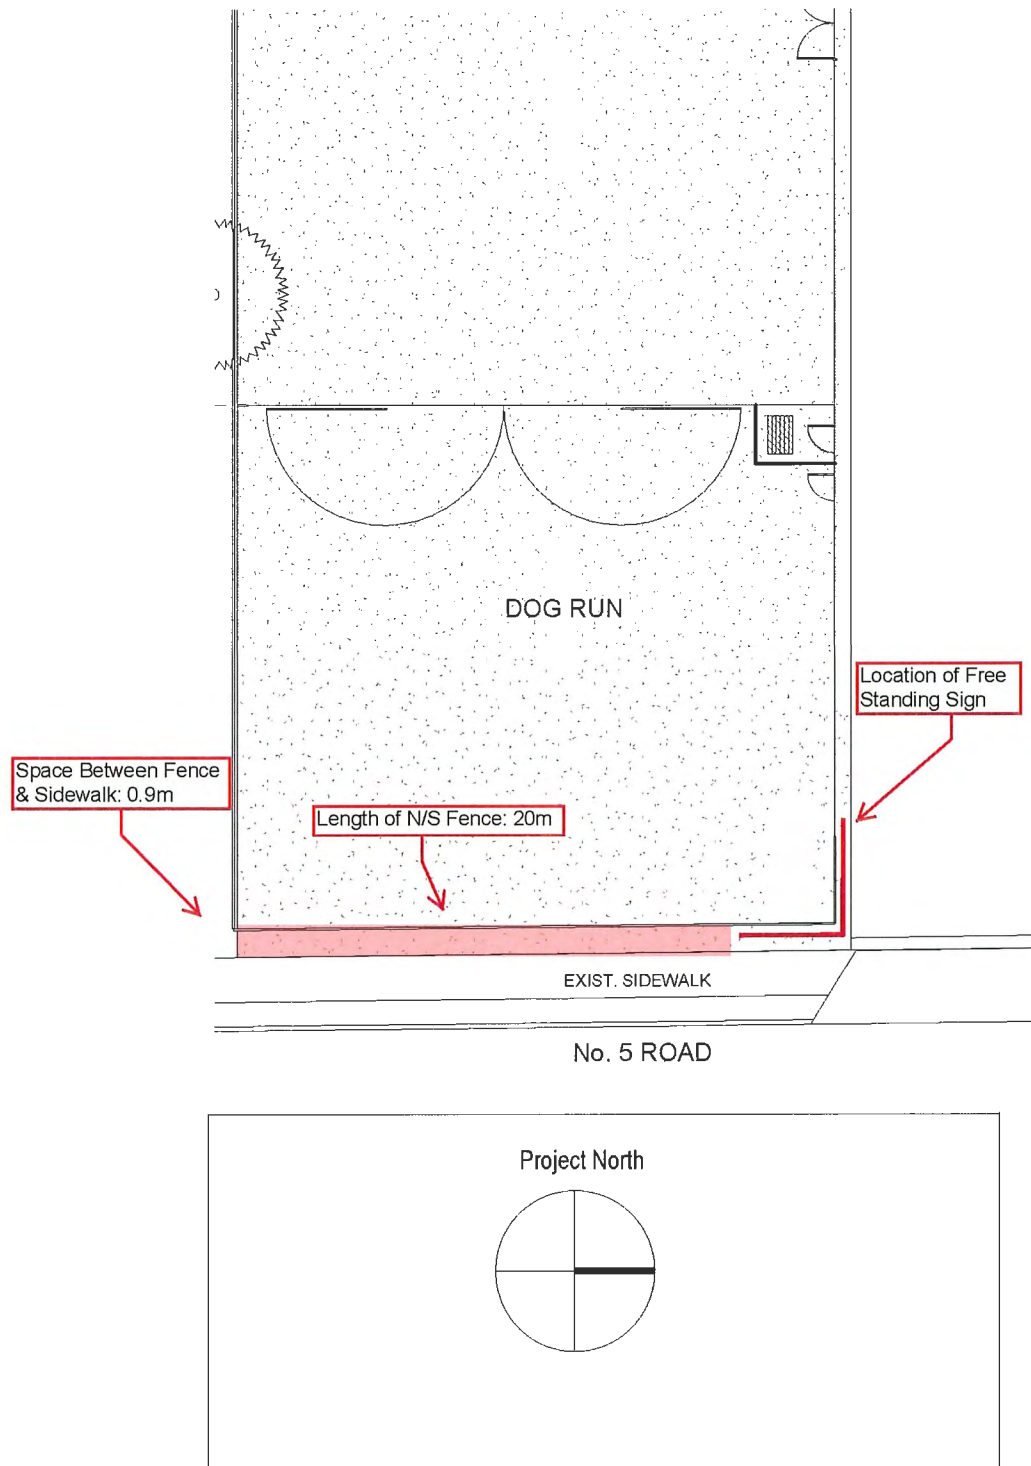 DOG RUN
Location of Free
Standing Sign
Space Between Fence
& Sidewalk: 0.9m
Length of N/S Fence: 20m
EXIST. SIDEWALK
No. 5 ROAD
Project North